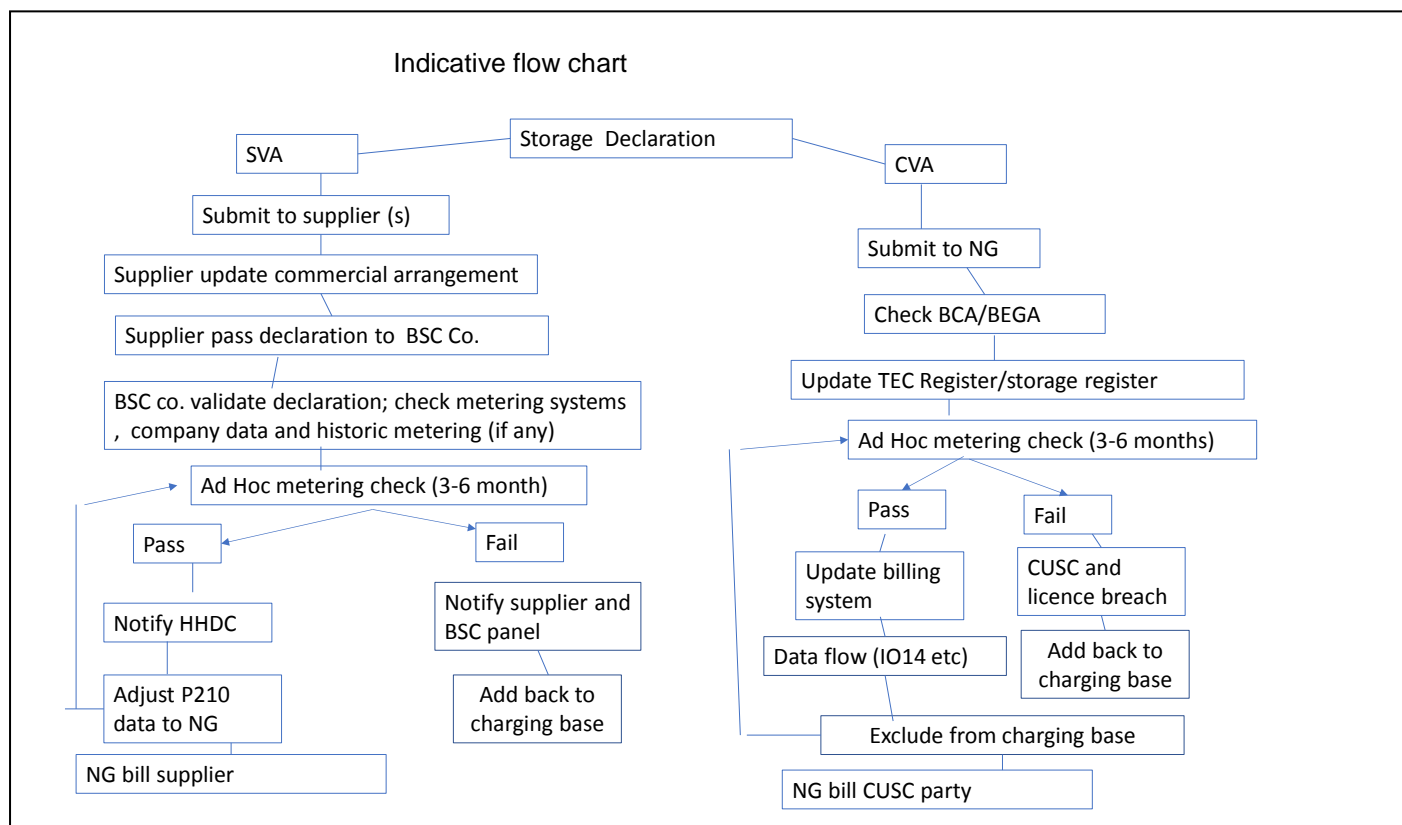 Indicative flow chart
Storage  Declaration
SVA
Submit to supplier (s)
Supplier update commercial arrangement
Supplier pass declaration to  BSC Co.
BSC co. validate declaration; check metering systems
,  company data and historic metering (if any)
Ad Hoc metering check (3-6 month)
Pass
Fail
Notify HHDC
Notify supplier and
BSC panel
Adjust P210
data to NG
Add back to
charging base
NG bill supplier
CVA
Submit to NG
Check BCA/BEGA
Update TEC Register/storage register
Ad Hoc metering check (3-6 months)
Pass
Fail
Update billing
system
CUSC and
licence breach
Data flow (IO14 etc)
Add back to
charging base
Exclude from charging base
NG bill CUSC party